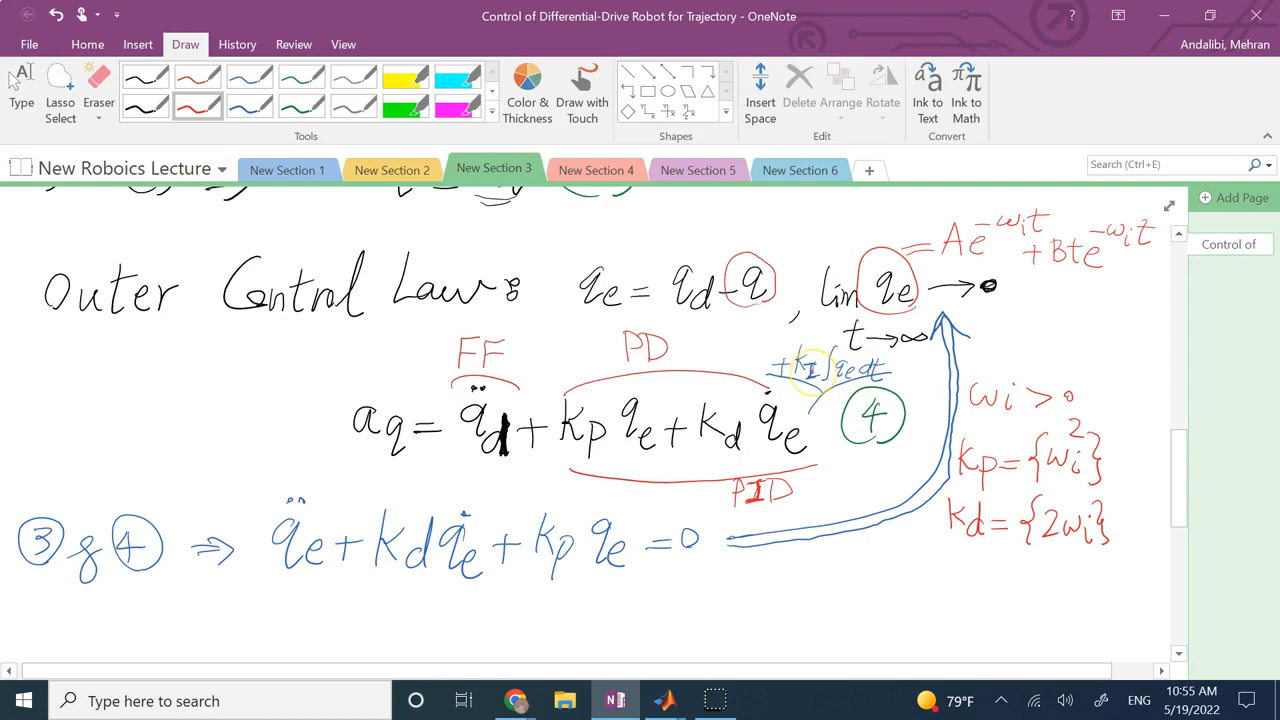 Control of Differential-Drive Robot for Trajectory - OneNote
File Home Insert Draw History Review View
Andalibi, Mehran
Type
Lasso Select
Eraser
Color & Thickness
Draw with Touch
Insert Space
Delete
Arrange
Rotate
Ink to Text
Ink to Math
Tools
Shapes
Edit
Convert
New Roboics Lecture
New Section 1
New Section 2
New Section 3
New Section 4
New Section 5
New Section 6
Search (Ctrl+E)
Add Page
Control of
= Ae^{-ωit} + Bte^{-ωit}
Outer Control Law: qe = qd - q, lim qe → 0
t → ∞
FF
PD
+ KI ∫ qe dt
aq = q̈d + Kp qe + Kd q̇e
4
PID
ωi > 0
Kp = {ωi²}
Kd = {2ωi}
3 & 4 ⇒ q̈e + Kd q̇e + Kp qe = 0
Type here to search
79°F
ENG
10:55 AM
5/19/2022